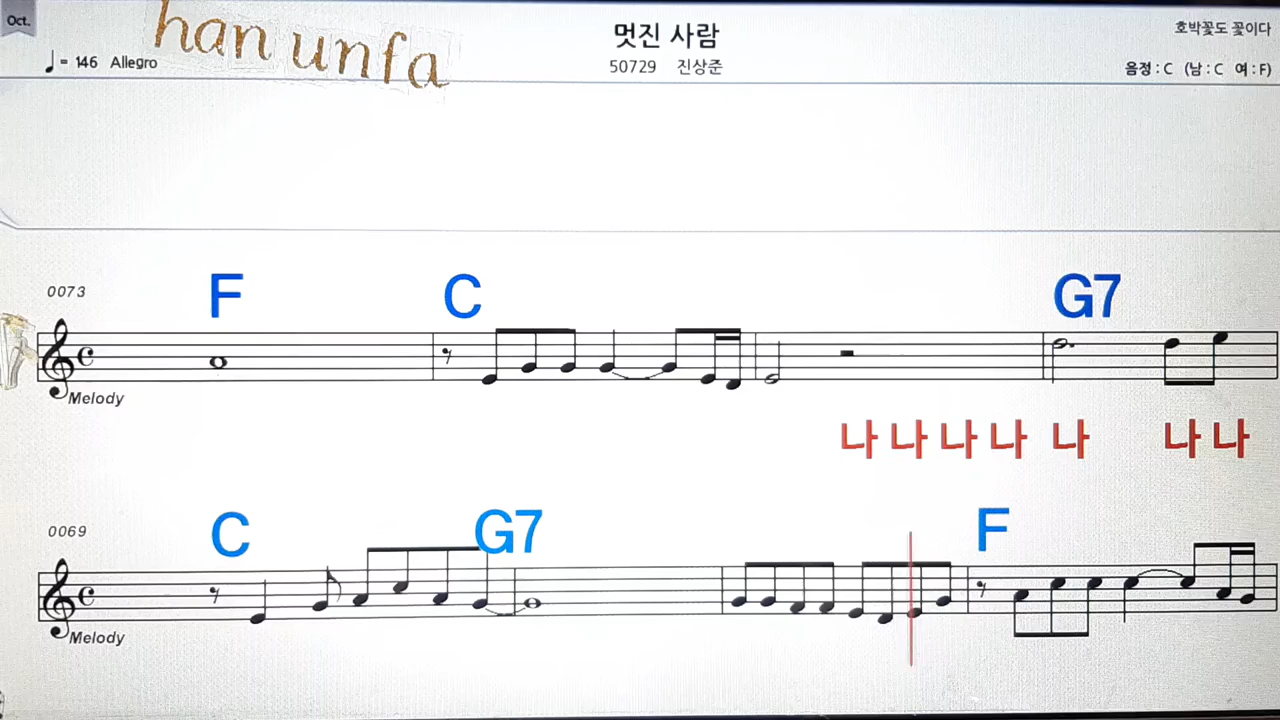 Oct.
han unfa
멋진 사람
호박꽃도 꽃이다
♩= 146 Allegro
50729 진상준
음정 : C (남 : C 여 : F)
0073
F C G7
Melody
나 나 나 나 나 나 나
0069
C G7 F
Melody